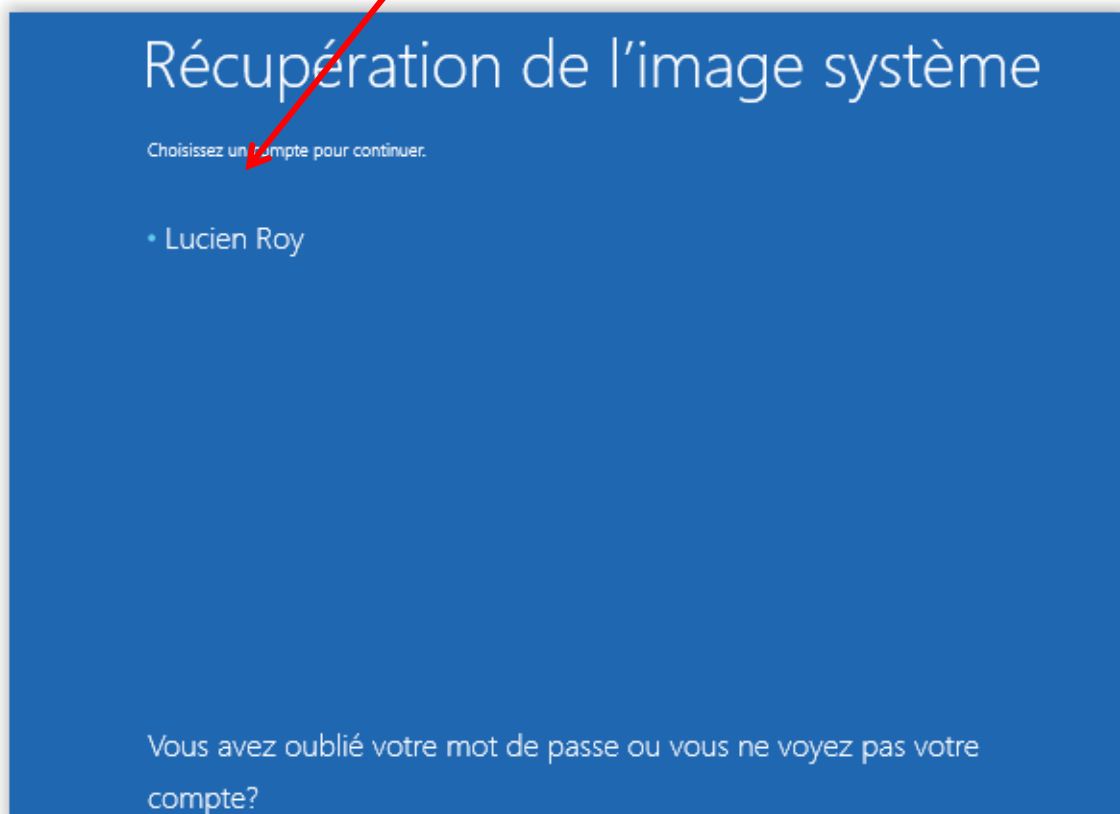 Récupération de l’image système
Choisissez un compte pour continuer.
• Lucien Roy
Vous avez oublié votre mot de passe ou vous ne voyez pas votre
compte?